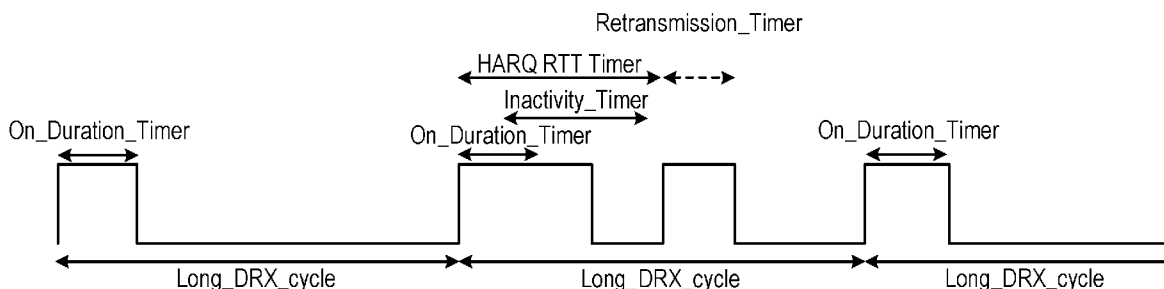 Retransmission_Timer
HARQ RTT Timer
Inactivity_Timer
On_Duration_Timer
On_Duration_Timer
On_Duration_Timer
Long_DRX_cycle
Long_DRX_cycle
Long_DRX_cycle